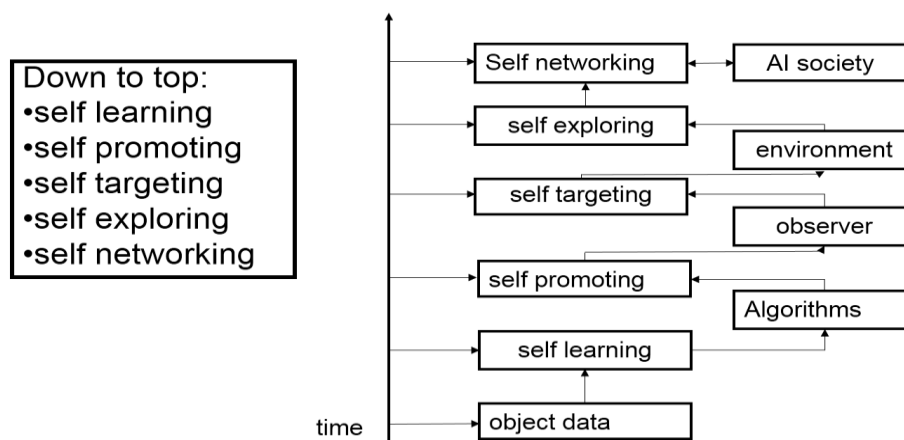 Down to top:
•self learning
•self promoting
•self targeting
•self exploring
•self networking
Self networking
AI society
self exploring
environment
self targeting
observer
self promoting
Algorithms
self learning
object data
time